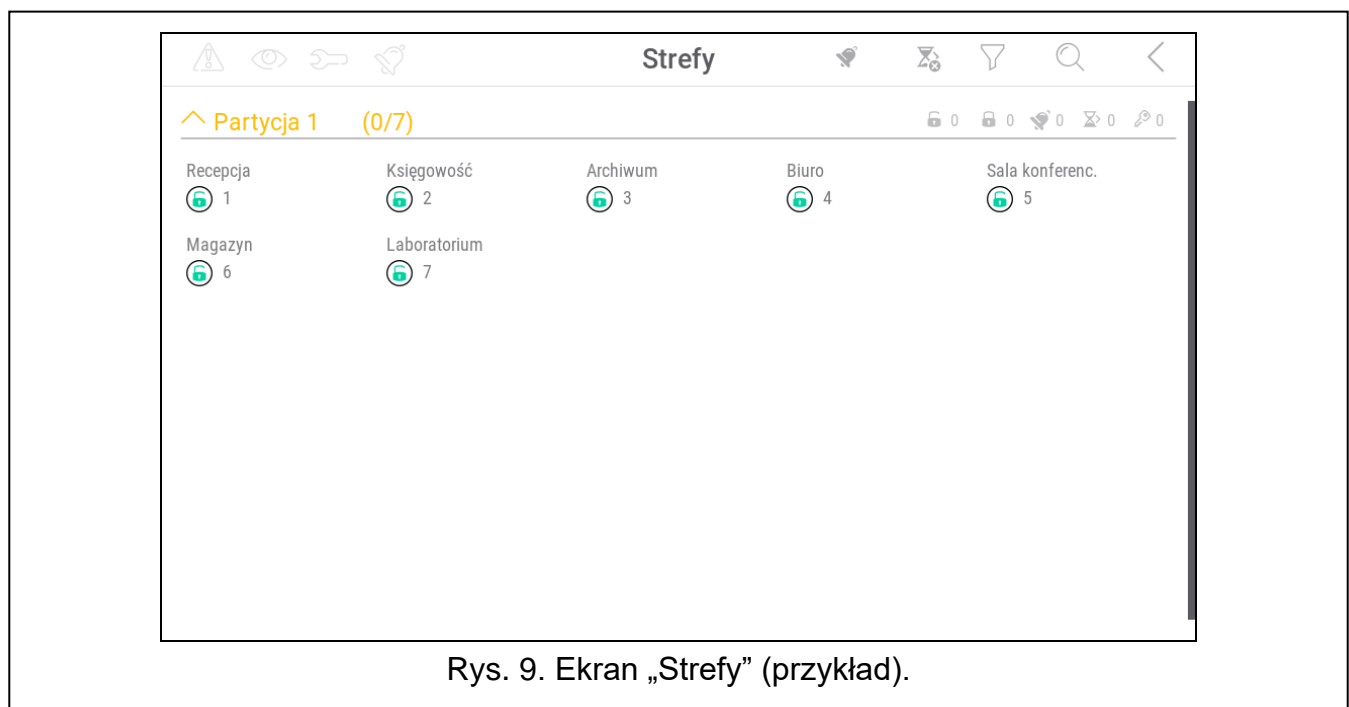 Strefy
Partycja 1 (0/7) 0 0 0 0 0
Recepcja Księgowość Archiwum Biuro Sala konferenc.
1 2 3 4 5
Magazyn Laboratorium
6 7
Rys. 9. Ekran „Strefy” (przykład).